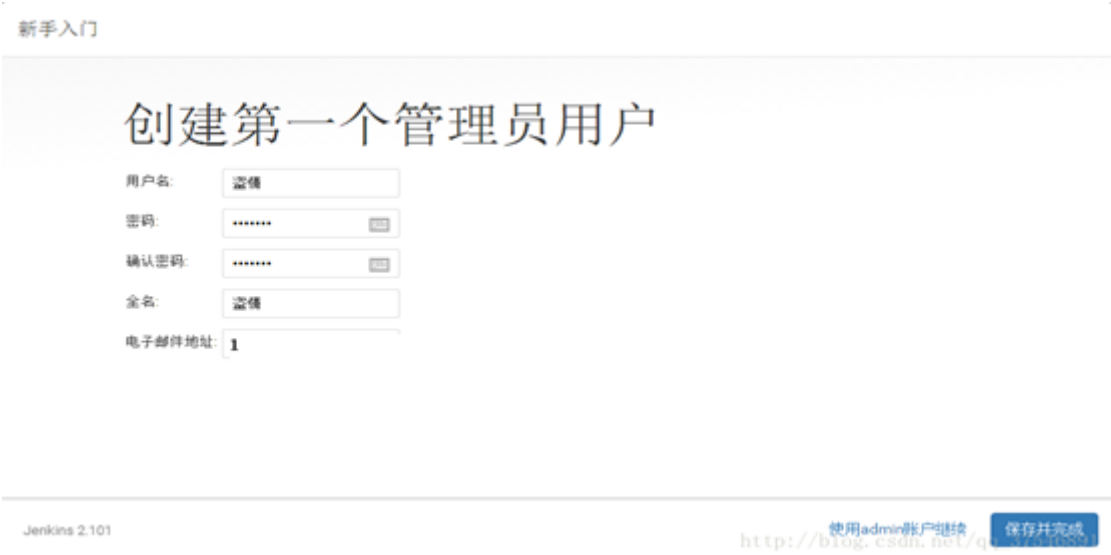 新手入门
创建第一个管理员用户
用户名:
密码: •••••••
确认密码: •••••••
全名:
电子邮件地址: 1
Jenkins 2.101 使用admin账户继续 保存并完成
http://blog.csdn.net/qq